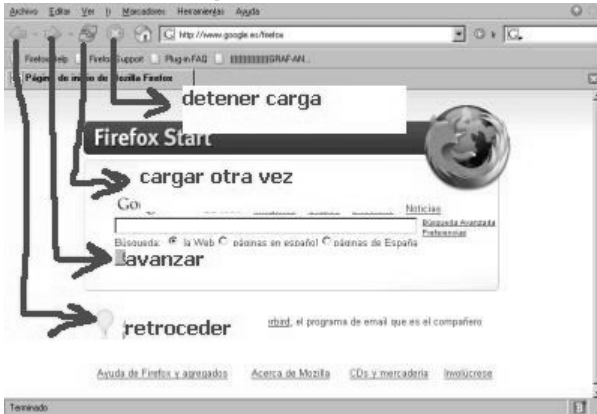 Archivo Editar Ver Ir Marcadores Herramientas Ayuda
http://www.google.es/firefox
G.
Firefox Help Firefox Support Plug-in FAQ GRAF-AN...
Página de inicio de Mozilla Firefox
detener carga
Firefox Start
cargar otra vez
Goo
Noticias
Búsqueda Avanzada
Preferencias
Búsqueda: la Web páginas en español páginas de España
avanzar
retroceder
rbird, el programa de email que es el compañero
Ayuda de Firefox y agregados Acerca de Mozilla CDs y mercadería Involúcrese
Terminado